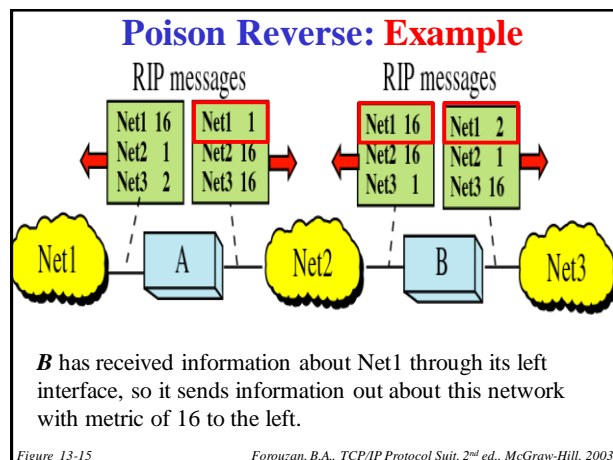 Poison Reverse: Example
RIP messages
RIP messages
Net1 16
Net2 1
Net3 2
Net1 1
Net2 16
Net3 16
Net1 16
Net2 16
Net3 1
Net1 2
Net2 1
Net3 16
Net1
A
Net2
B
Net3
B has received information about Net1 through its left
interface, so it sends information out about this network
with metric of 16 to the left.
Figure 13-15
Forouzan, B.A., TCP/IP Protocol Suit, 2nd ed., McGraw-Hill, 2003